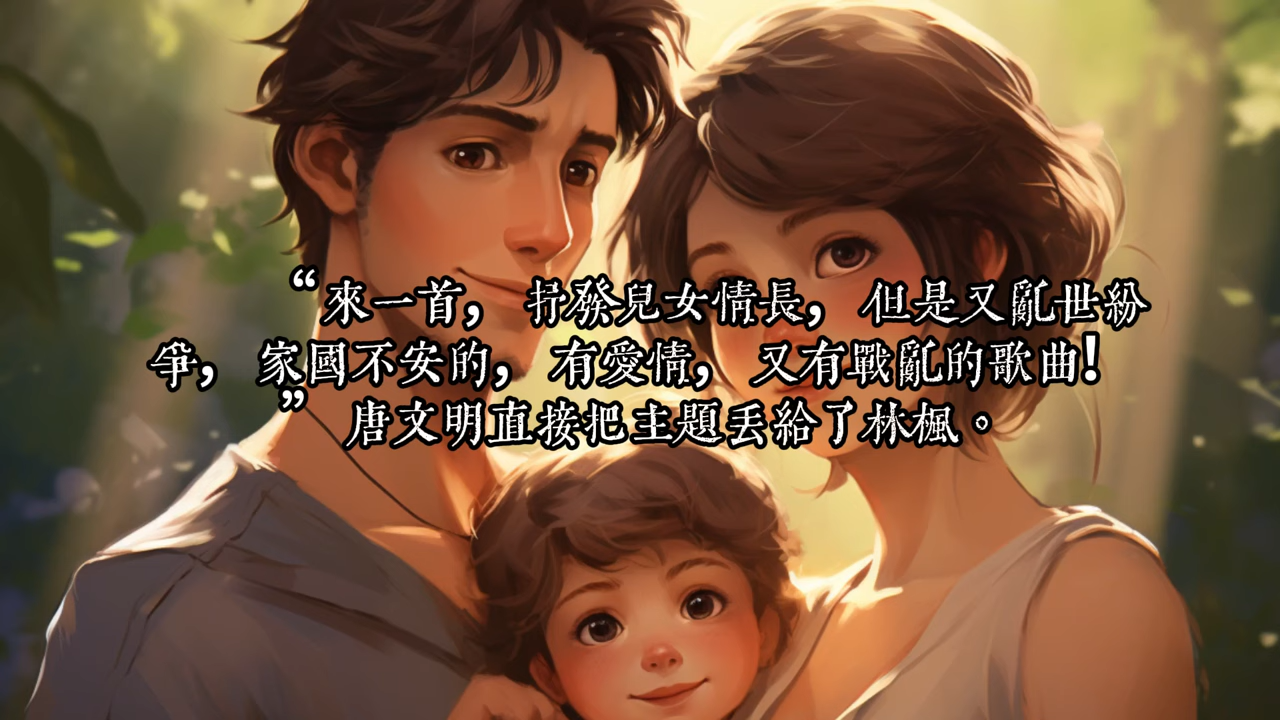 “來一首，抒發兒女情長，但是又亂世紛
爭，家國不安的，有愛情，又有戰亂的歌曲！
”唐文明直接把主題丟給了林楓。